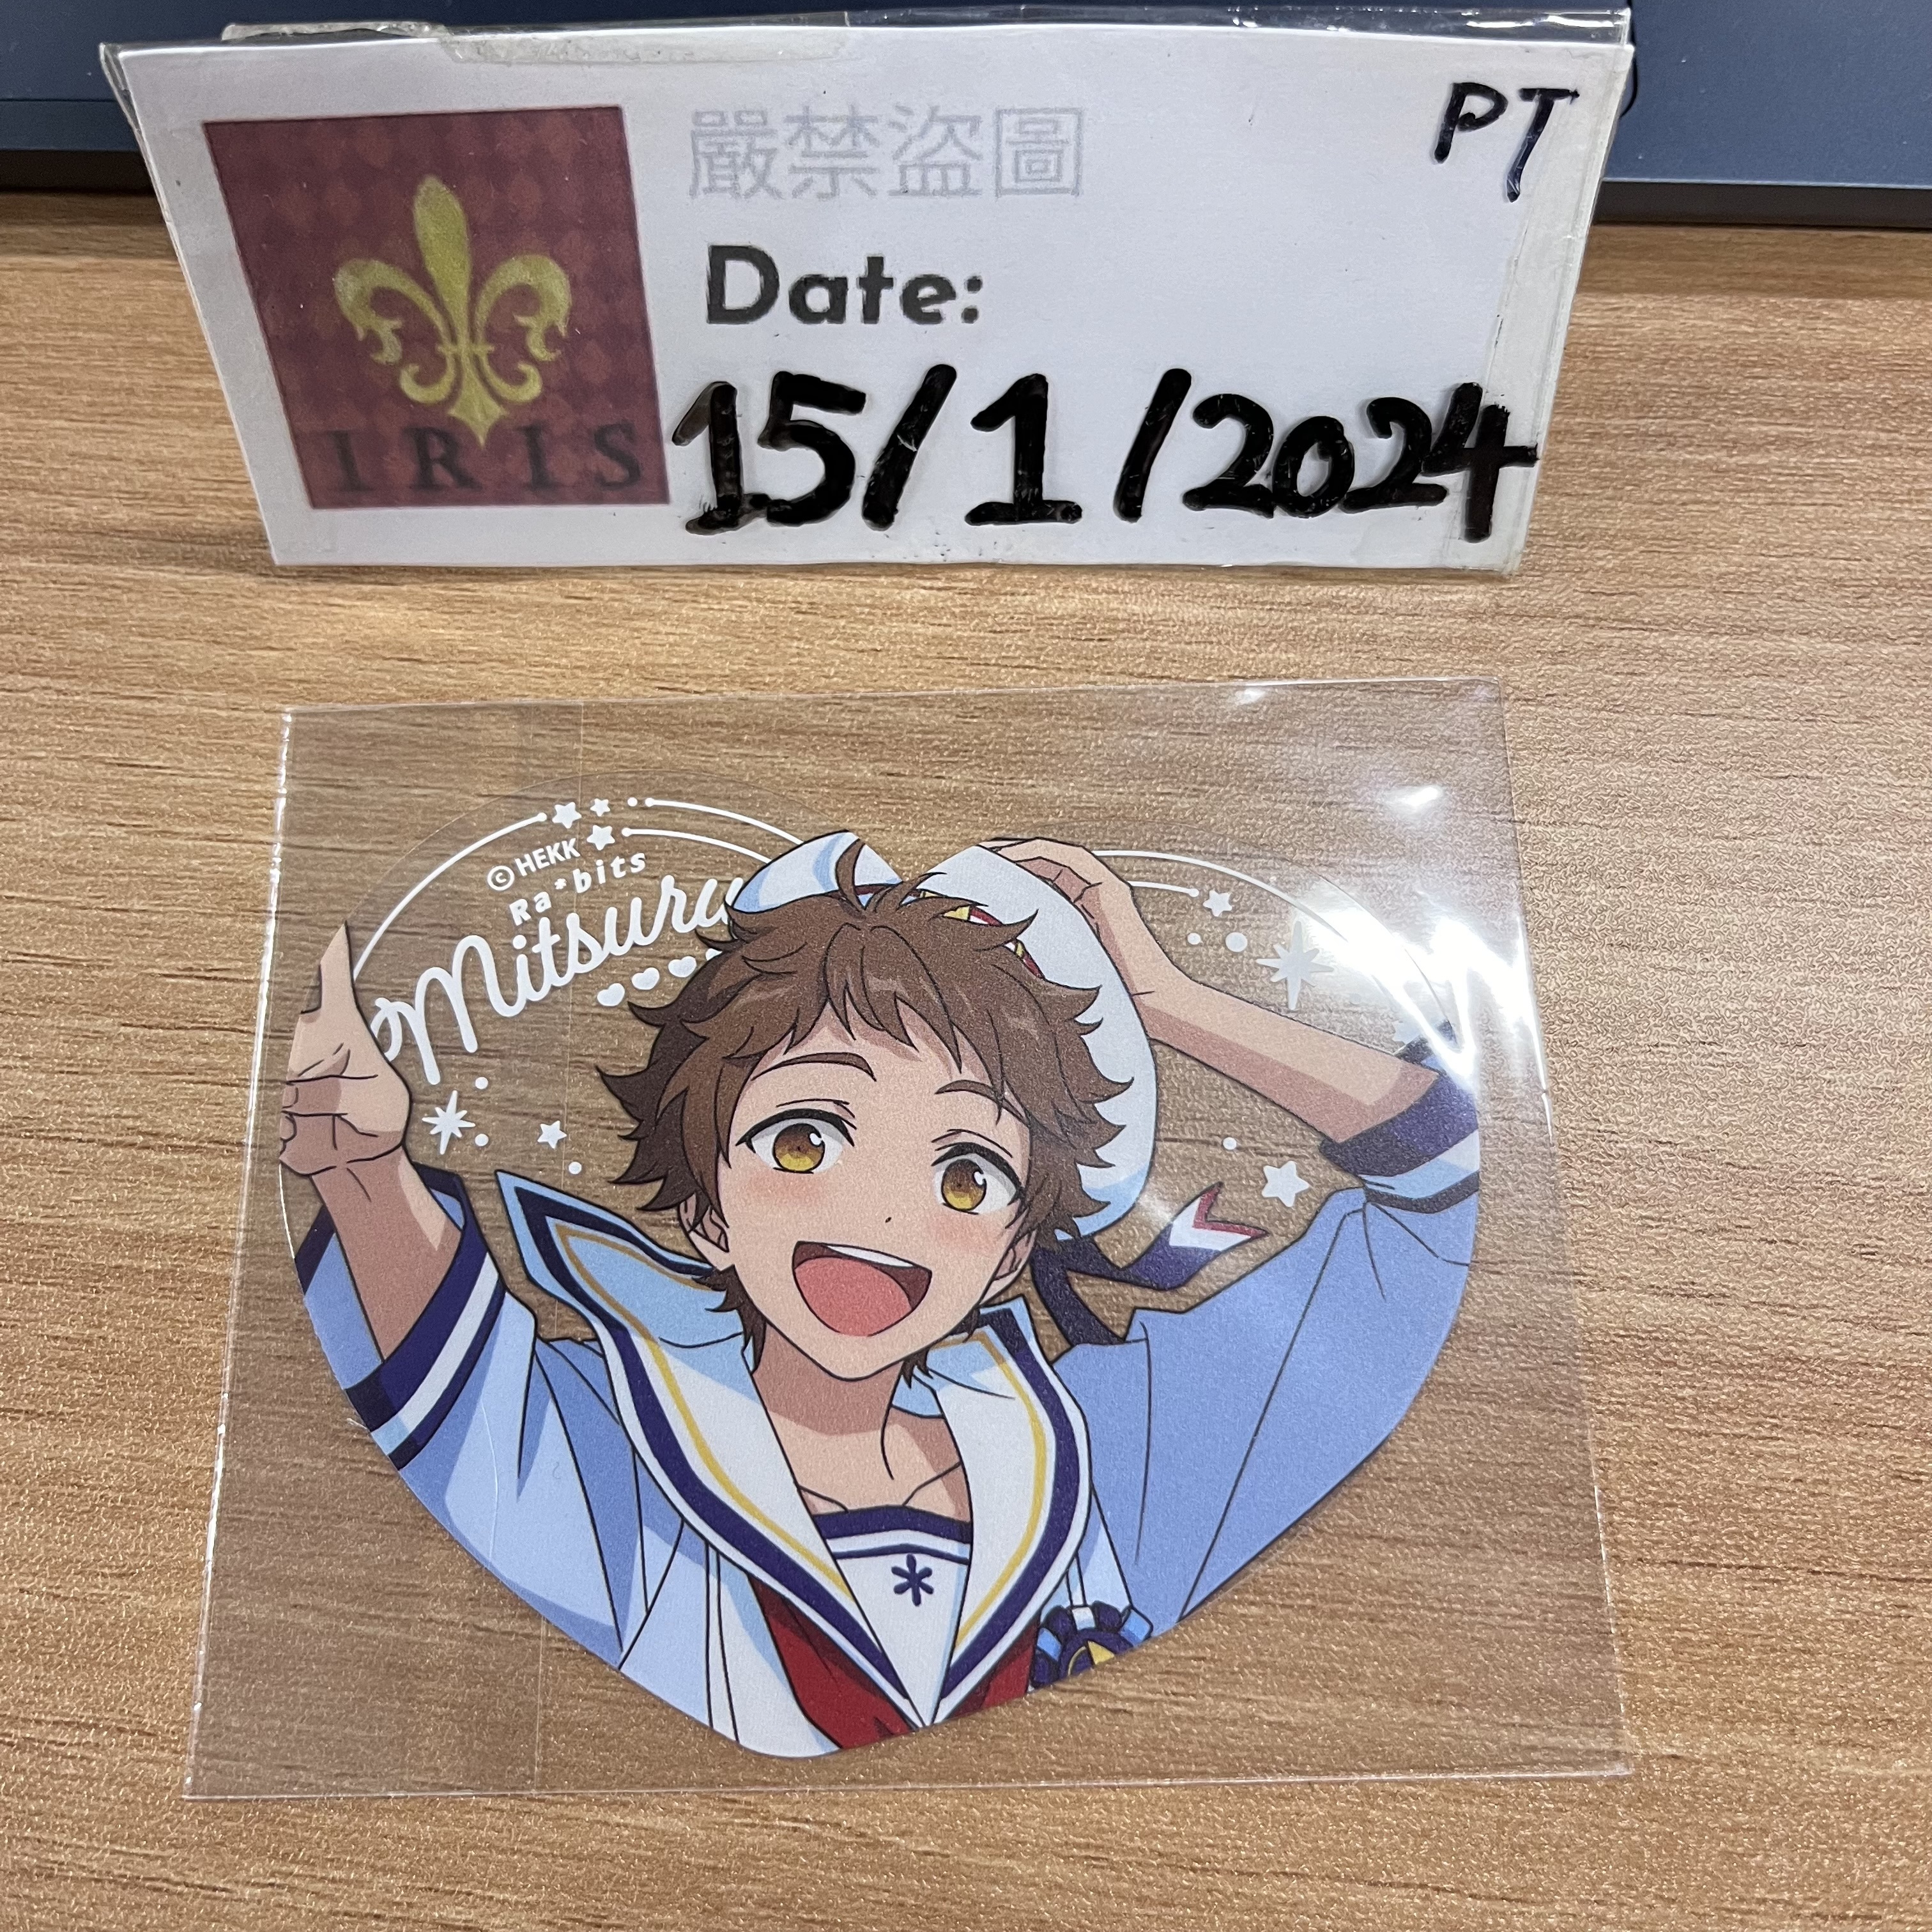 嚴禁盜圖
PT
Date:
15/1/2024
IRIS
©HEKK
Ra*bits
Mitsuru